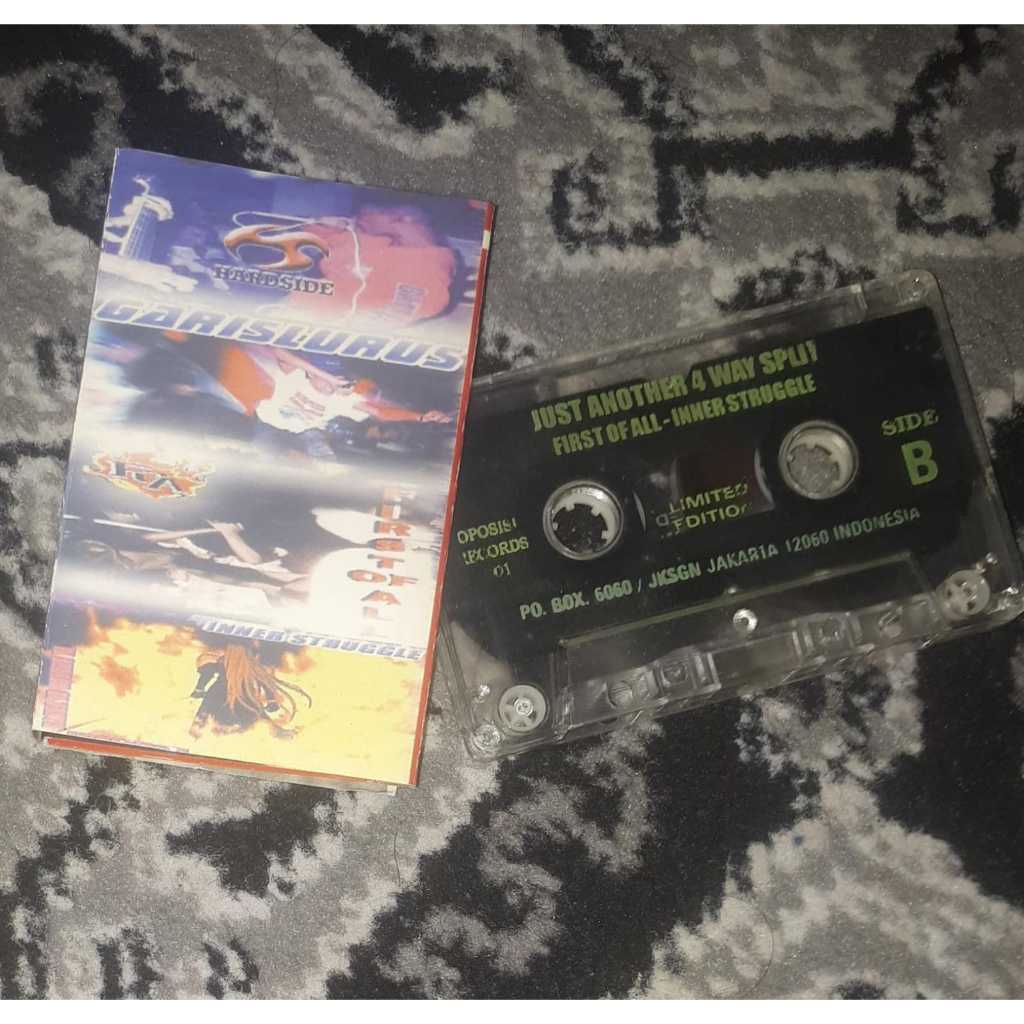 HARDSIDE
GARISLURUS
FIRST OF ALL
INNER STRUGGLE
JUST ANOTHER 4 WAY SPLIT
FIRST OF ALL - INNER STRUGGLE
SIDE
B
LIMITED
EDITION
OPOSISI
RECORDS
01
PO. BOX. 6060 / JKSGN JAKARTA 12060 INDONESIA